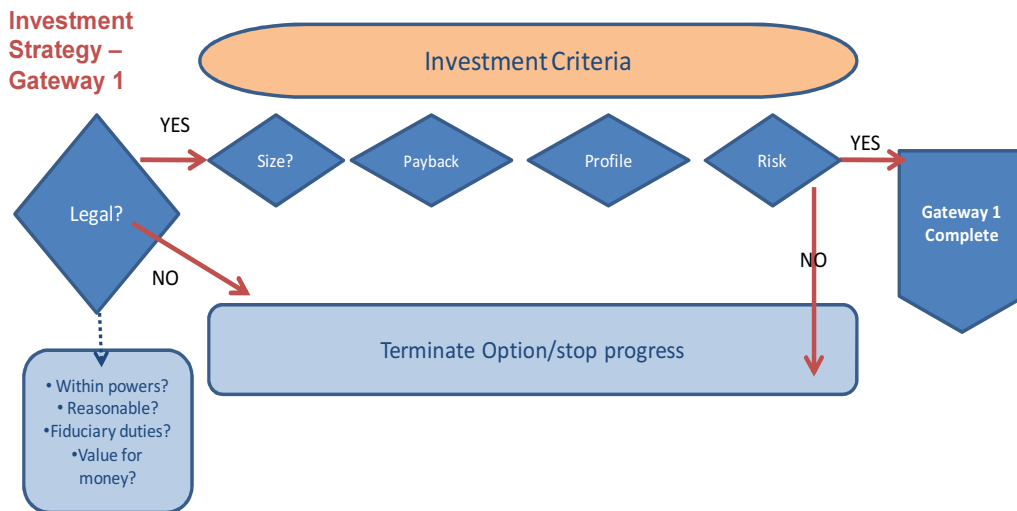 Investment
Strategy –
Gateway 1
Investment Criteria
YES
Size?
Payback
Profile
Risk
YES
Legal?
Gateway 1
Complete
NO
NO
Terminate Option/stop progress
• Within powers?
• Reasonable?
•Fiduciary duties?
•Value for
money?